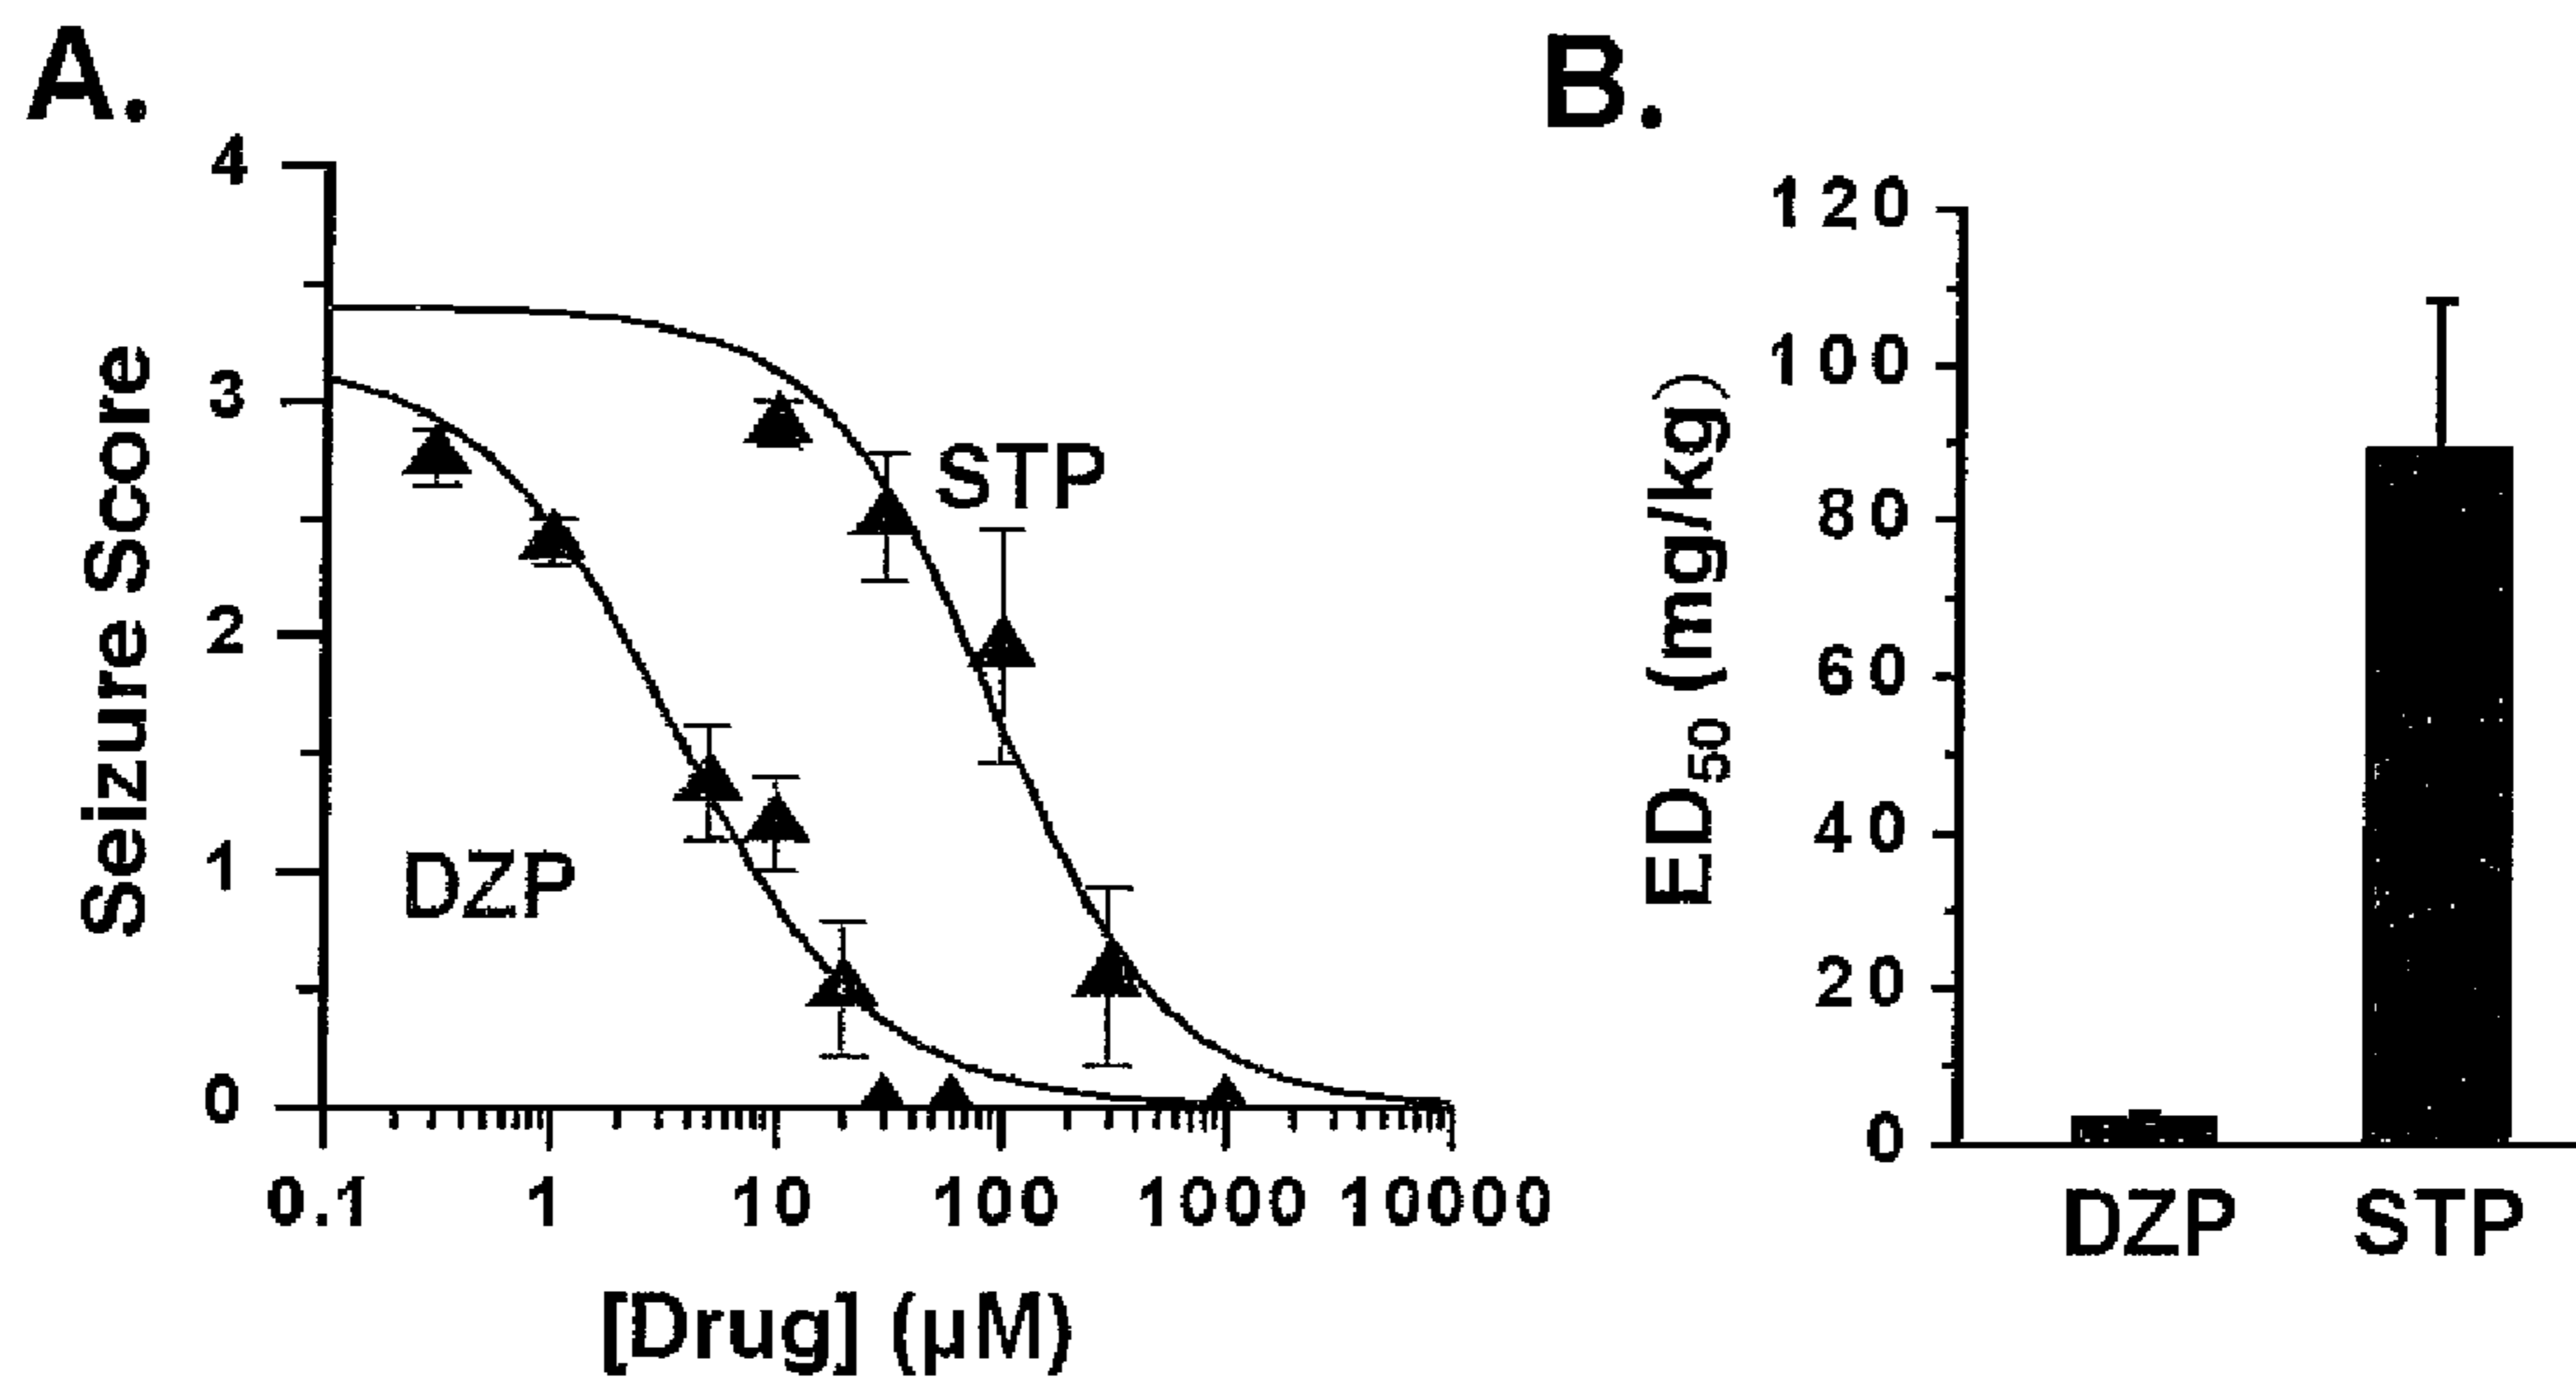 A.
Seizure Score
4
3
2
1
0
STP
DZP
0.1 1 10 100 1000 10000
[Drug] (µM)
B.
ED50 (mg/kg)
120
100
80
60
40
20
0
DZP STP